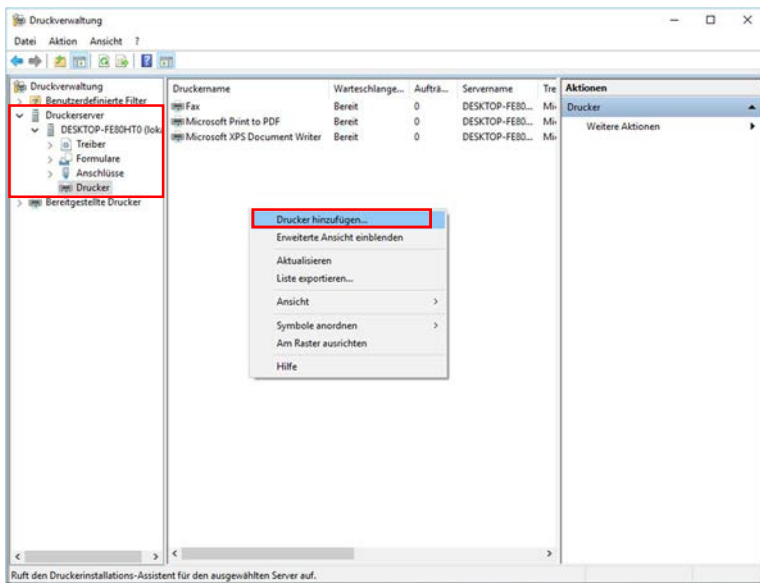 Druckverwaltung
Datei Aktion Ansicht ?
Druckverwaltung
Benutzerdefinierte Filter
Druckerserver
DESKTOP-FE80HT0 (loka
Treiber
Formulare
Anschlüsse
Drucker
Bereitgestellte Drucker
Druckername Warteschlange... Aufträ... Servername Tre
Fax Bereit 0 DESKTOP-FE80... Mi
Microsoft Print to PDF Bereit 0 DESKTOP-FE80... Mi
Microsoft XPS Document Writer Bereit 0 DESKTOP-FE80... Mi
Drucker hinzufügen...
Erweiterte Ansicht einblenden
Aktualisieren
Liste exportieren...
Ansicht
Symbole anordnen
Am Raster ausrichten
Hilfe
Aktionen
Drucker
Weitere Aktionen
Ruft den Druckerinstallations-Assistent für den ausgewählten Server auf.